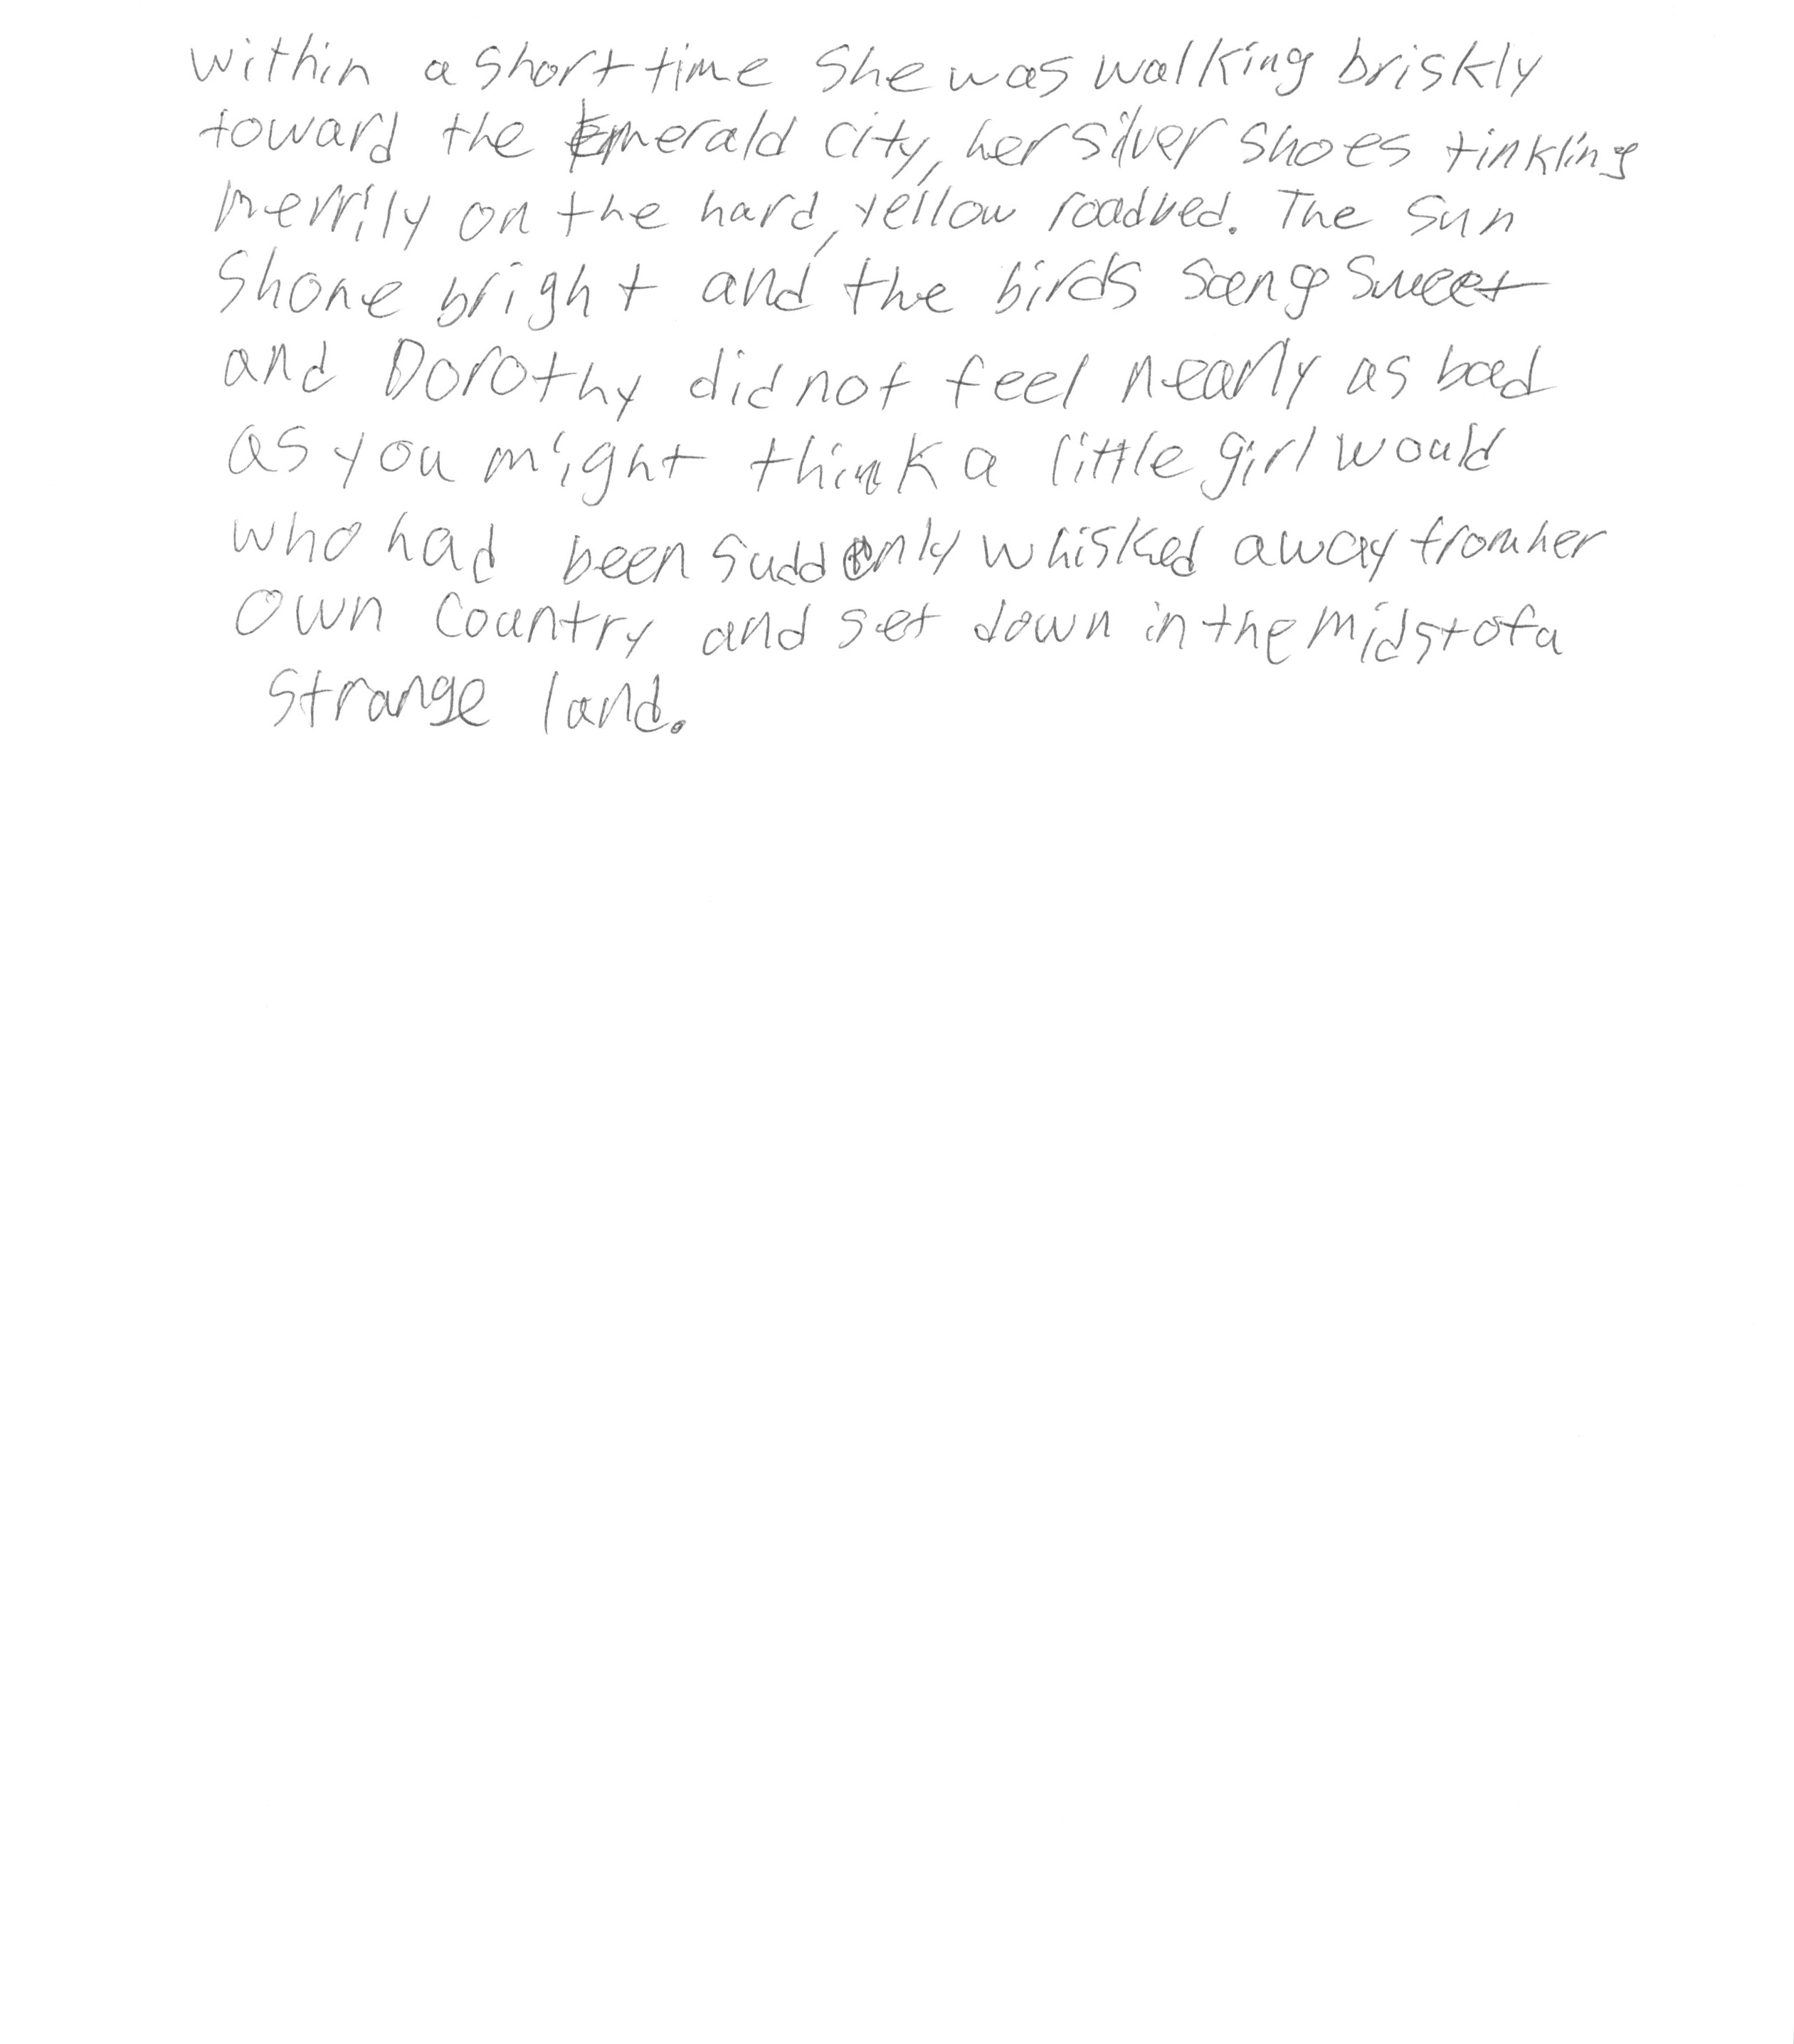 Within a short time she was walking briskly
toward the Emerald City, her silver shoes tinkling
merrily on the hard, yellow roadbed. The sun
shone bright and the birds sang sweet
and Dorothy did not feel nearly as bad
as you might think a little girl would
who had been suddenly whisked away from her
own country and set down in the midst of a
strange land.